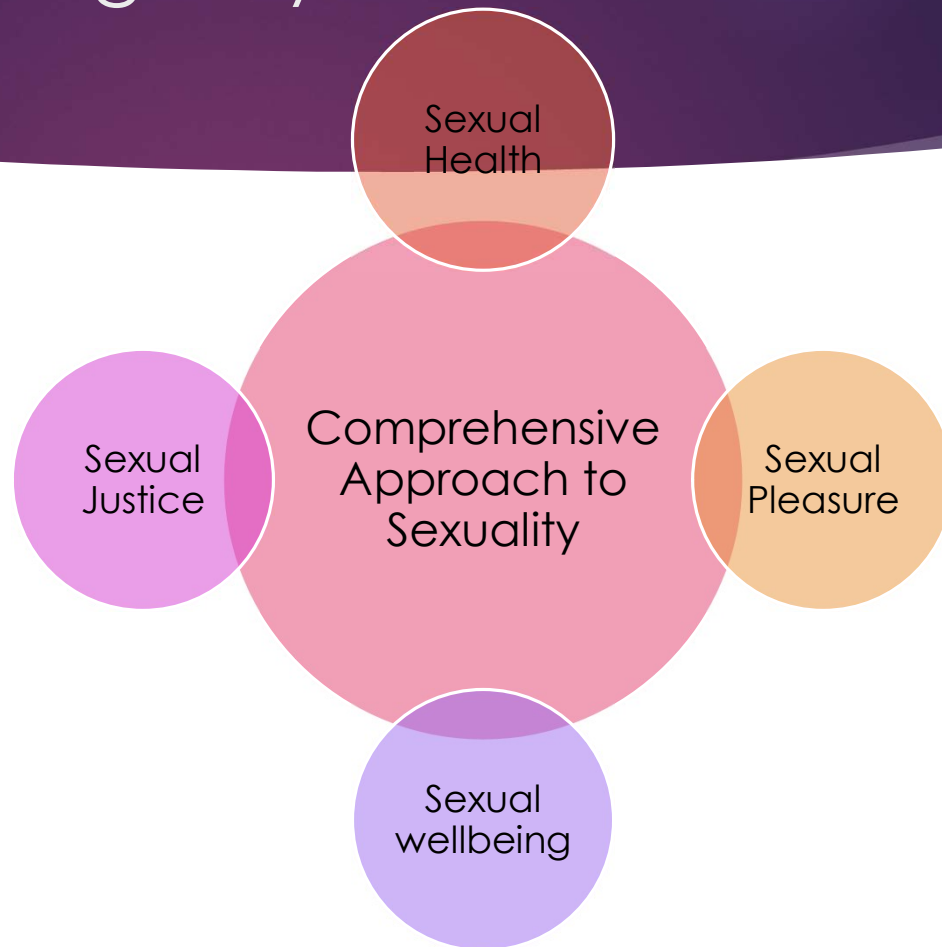 Sexual
Health
Comprehensive
Approach to
Sexuality
Sexual
Justice
Sexual
Pleasure
Sexual
wellbeing